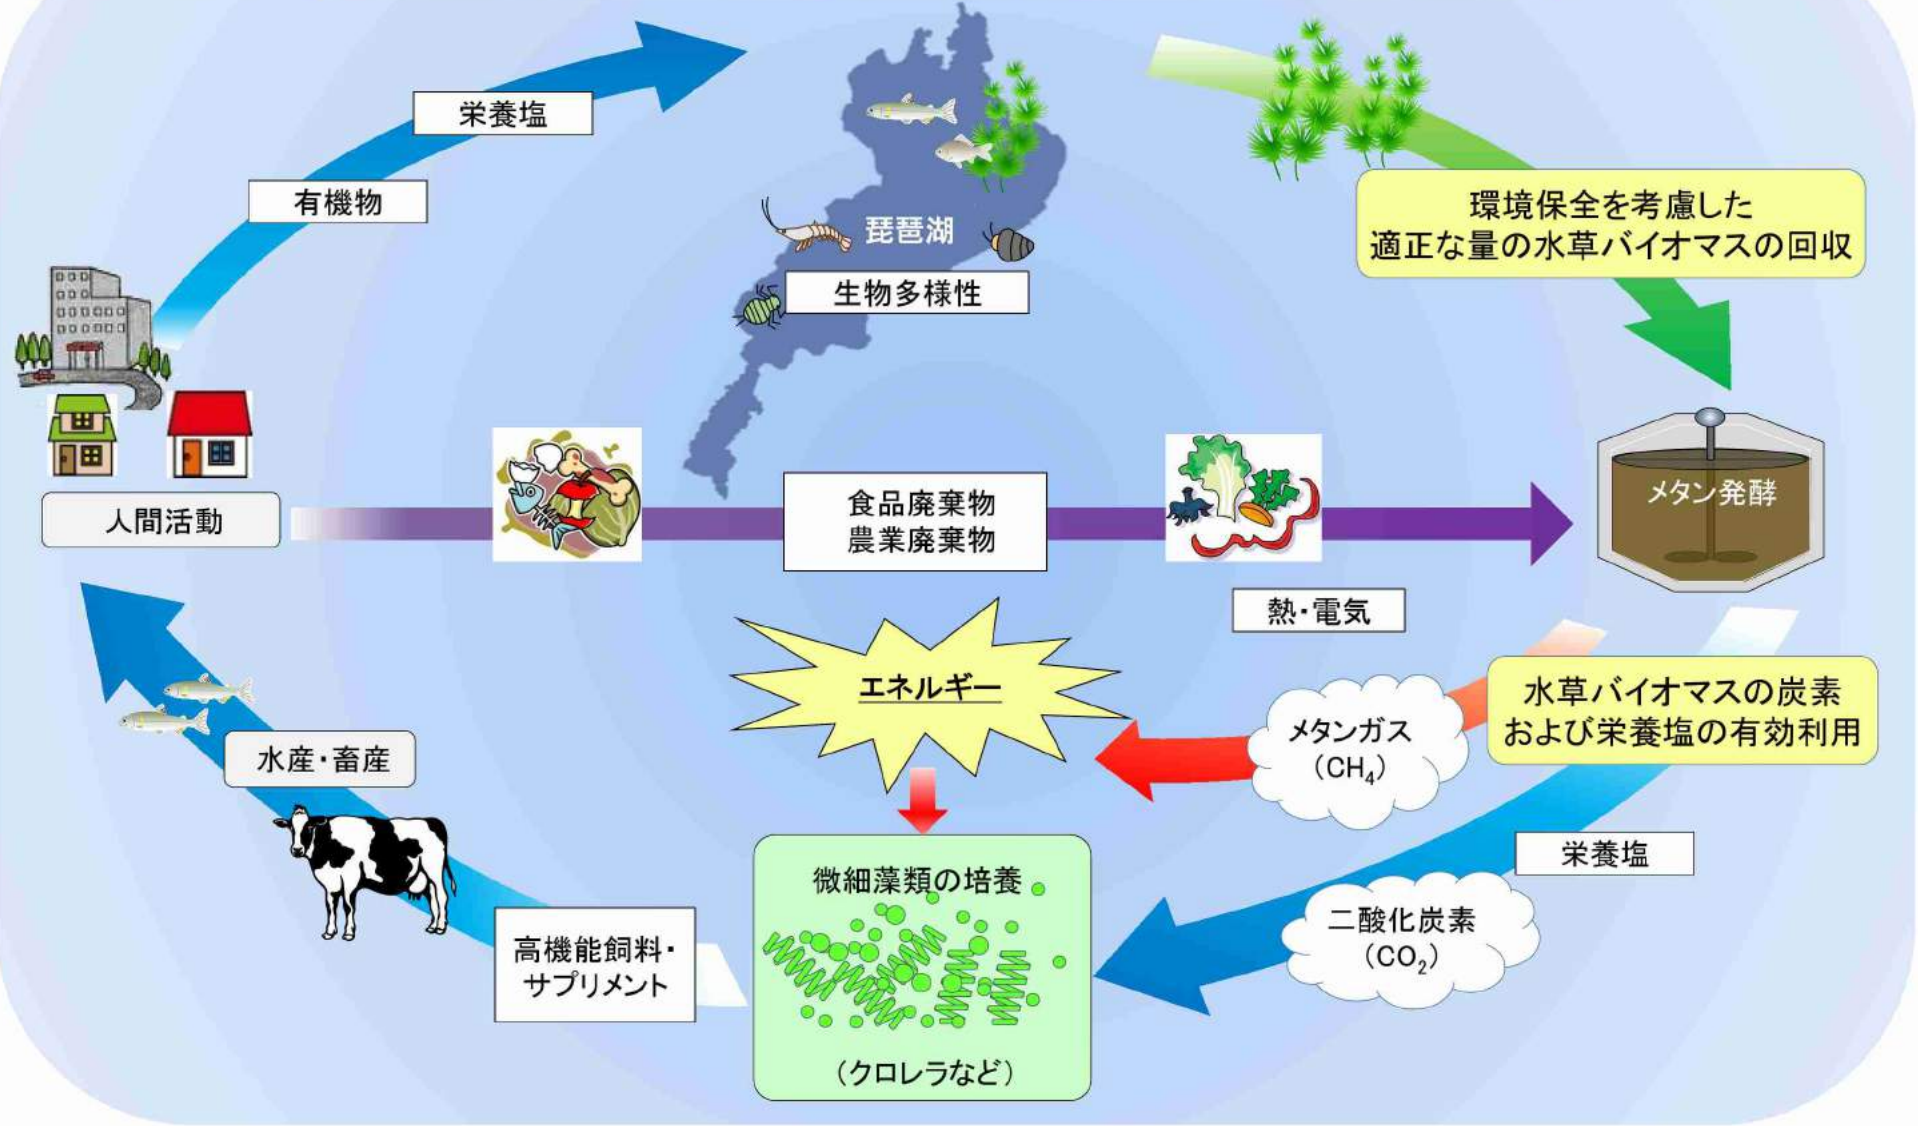 栄養塩
有機物
琵琶湖
生物多様性
環境保全を考慮した
適正な量の水草バイオマスの回収
人間活動
食品廃棄物
農業廃棄物
メタン発酵
熱・電気
エネルギー
メタンガス
（CH₄）
水草バイオマスの炭素
および栄養塩の有効利用
水産・畜産
栄養塩
微細藻類の培養
二酸化炭素
（CO₂）
高機能飼料・
サプリメント
（クロレラなど）